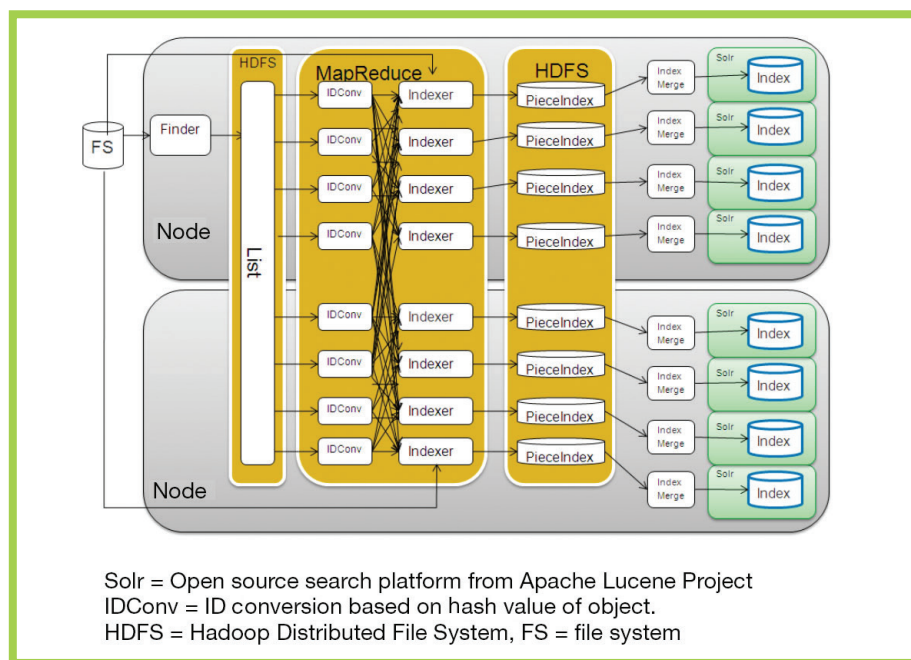 HDFS
MapReduce
HDFS
FS
Finder
List
Node
IDConv
Indexer
PieceIndex
Index
Merge
Solr
Index
IDConv
Indexer
PieceIndex
Index
Merge
Solr
Index
IDConv
Indexer
PieceIndex
Index
Merge
Solr
Index
IDConv
Indexer
PieceIndex
Index
Merge
Solr
Index
Node
IDConv
Indexer
PieceIndex
Index
Merge
Solr
Index
IDConv
Indexer
PieceIndex
Index
Merge
Solr
Index
IDConv
Indexer
PieceIndex
Index
Merge
Solr
Index
IDConv
Indexer
PieceIndex
Index
Merge
Solr
Index
Solr = Open source search platform from Apache Lucene Project
IDConv = ID conversion based on hash value of object.
HDFS = Hadoop Distributed File System, FS = file system